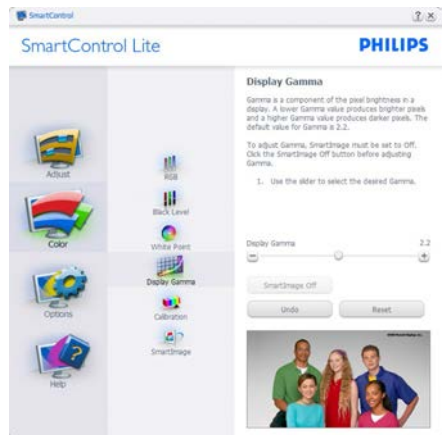 SmartControl
? x
SmartControl Lite
PHILIPS
Adjust
Color
Options
Help
RGB
Black Level
White Point
Display Gamma
Calibration
SmartImage
Display Gamma
Gamma is a component of the pixel brightness in a
display. A lower Gamma value produces brighter pixels
and a higher Gamma value produces darker pixels. The
default value for Gamma is 2.2.
To adjust Gamma, SmartImage must be set to Off.
Click the SmartImage Off button before adjusting
Gamma.
1. Use the slider to select the desired Gamma.
Display Gamma 2.2
SmartImage Off
Undo Reset